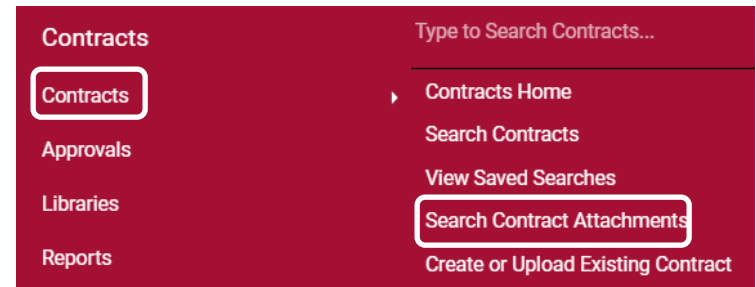 Contracts
Contracts
Approvals
Libraries
Reports
Type to Search Contracts...
Contracts Home
Search Contracts
View Saved Searches
Search Contract Attachments
Create or Upload Existing Contract